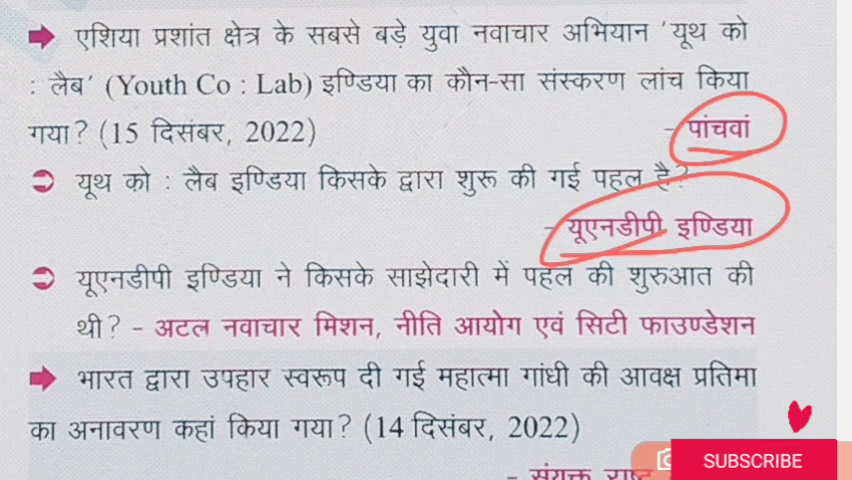 एशिया प्रशांत क्षेत्र के सबसे बड़े युवा नवाचार अभियान 'यूथ को
: लैब' (Youth Co : Lab) इण्डिया का कौन-सा संस्करण लांच किया
गया? (15 दिसंबर, 2022) - पांचवां
यूथ को : लैब इण्डिया किसके द्वारा शुरू की गई पहल है?
- यूएनडीपी इण्डिया
यूएनडीपी इण्डिया ने किसके साझेदारी में पहल की शुरुआत की
थी? - अटल नवाचार मिशन, नीति आयोग एवं सिटी फाउण्डेशन
भारत द्वारा उपहार स्वरूप दी गई महात्मा गांधी की आवक्ष प्रतिमा
का अनावरण कहां किया गया? (14 दिसंबर, 2022)
- संयुक्त राष्ट्र
SUBSCRIBE